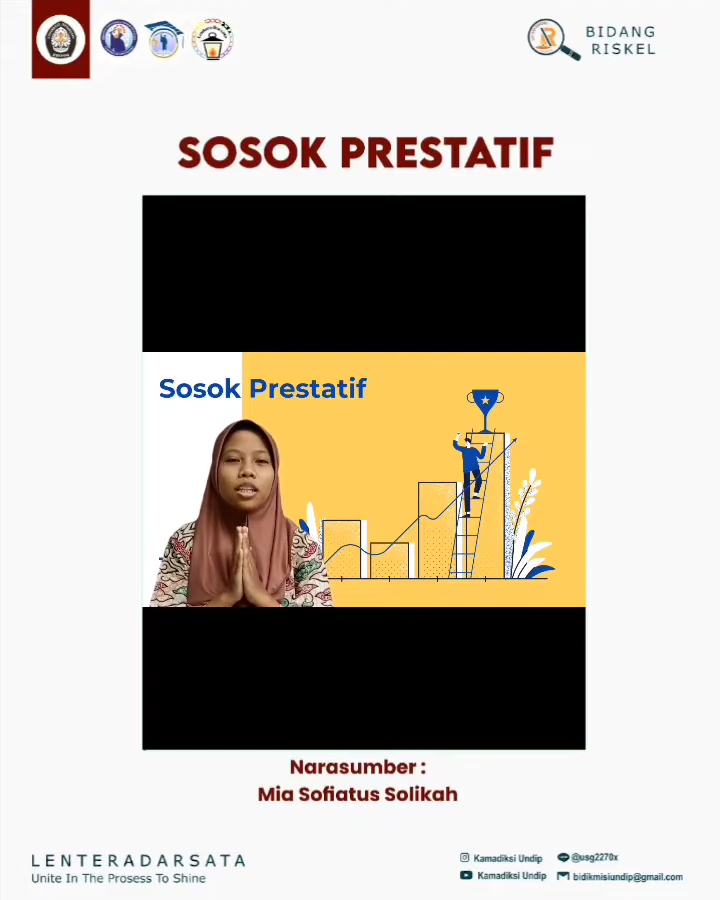 BIDANG
RISKEL
SOSOK PRESTATIF
Sosok Prestatif
Narasumber :
Mia Sofiatus Solikah
LENTERADARSATA
Unite In The Prosess To Shine
Kamadiksi Undip
@usg2270x
Kamadiksi Undip
bidikmisiundip@gmail.com